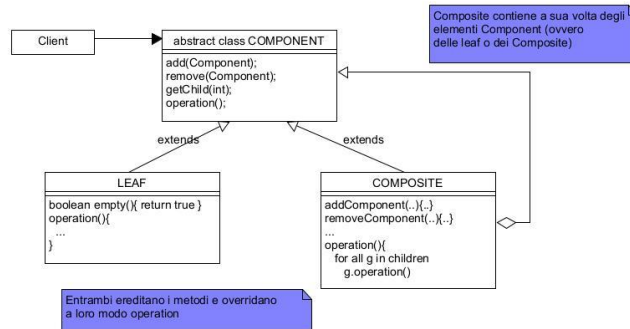 Client
abstract class COMPONENT
add(Component);
remove(Component);
getChild(int);
operation();
Composite contiene a sua volta degli
elementi Component (ovvero
delle leaf o dei Composite)
extends
extends
LEAF
boolean empty(){ return true }
operation(){
...
}
COMPOSITE
addComponent(..){..}
removeComponent(..){..}
...
operation(){
for all g in children
g.operation()
Entrambi ereditano i metodi e overridano
a loro modo operation